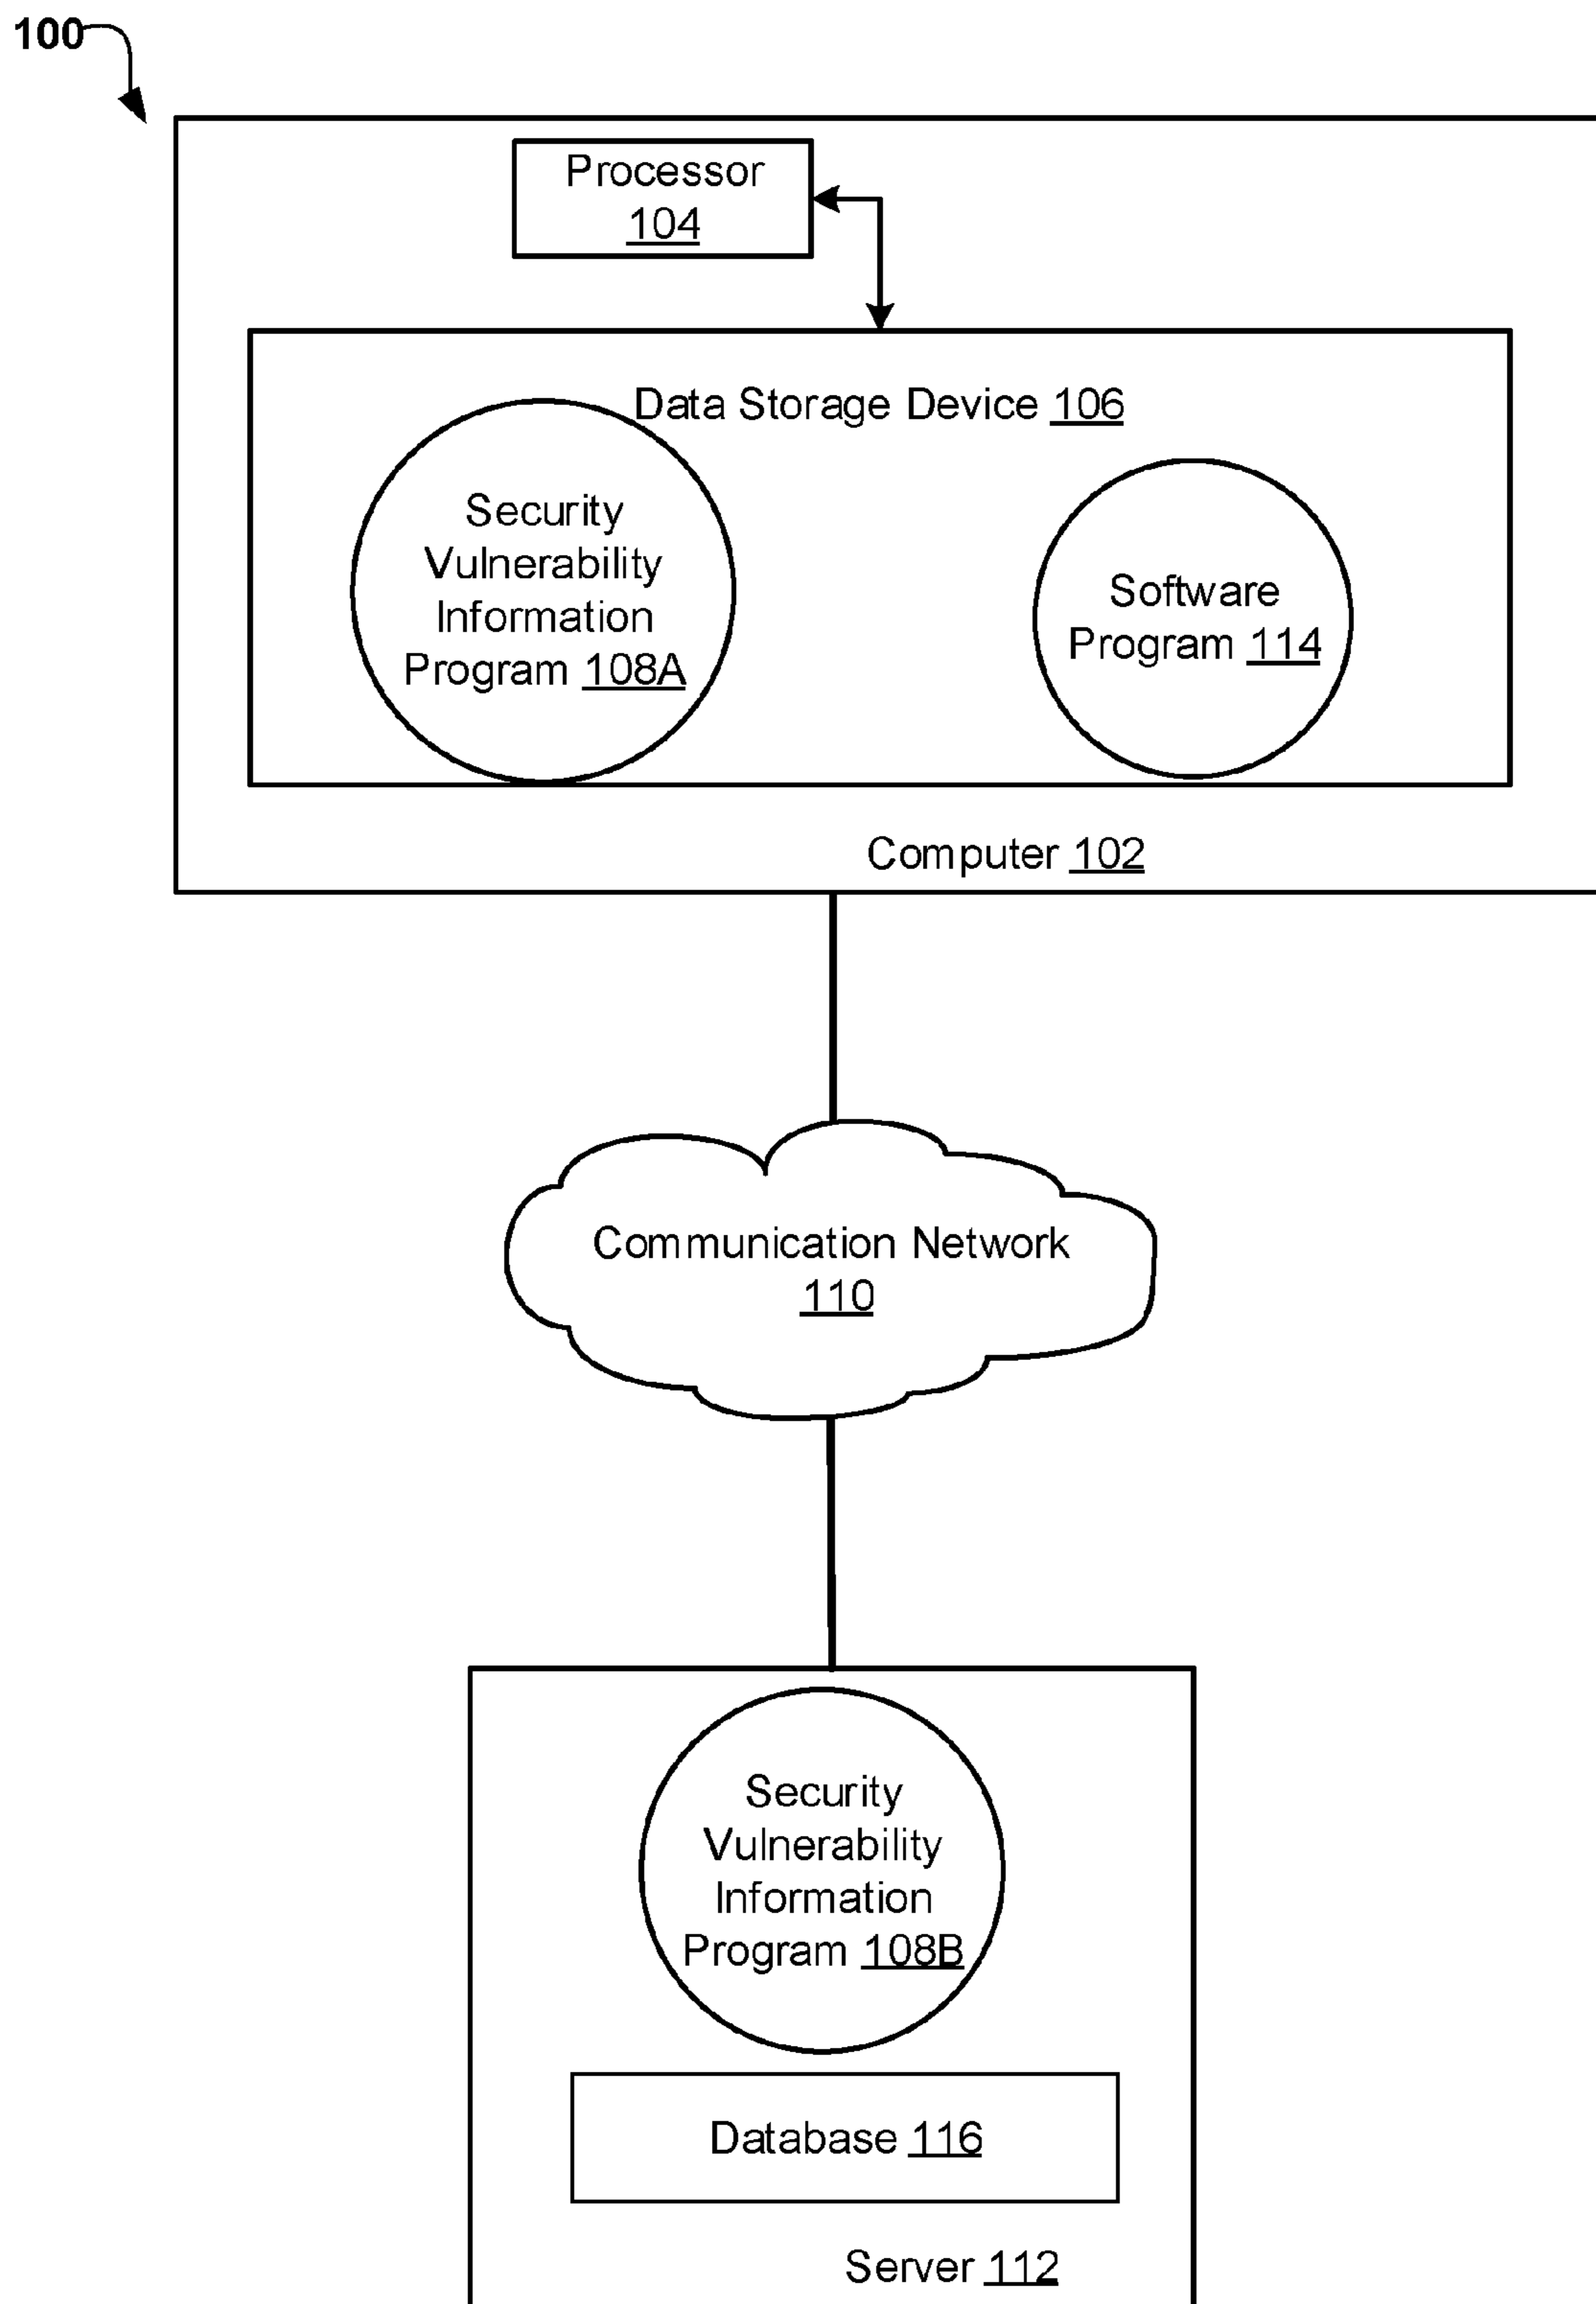 100
Processor
104
Data Storage Device 106
Security
Vulnerability
Information
Program 108A
Software
Program 114
Computer 102
Communication Network
110
Security
Vulnerability
Information
Program 108B
Database 116
Server 112